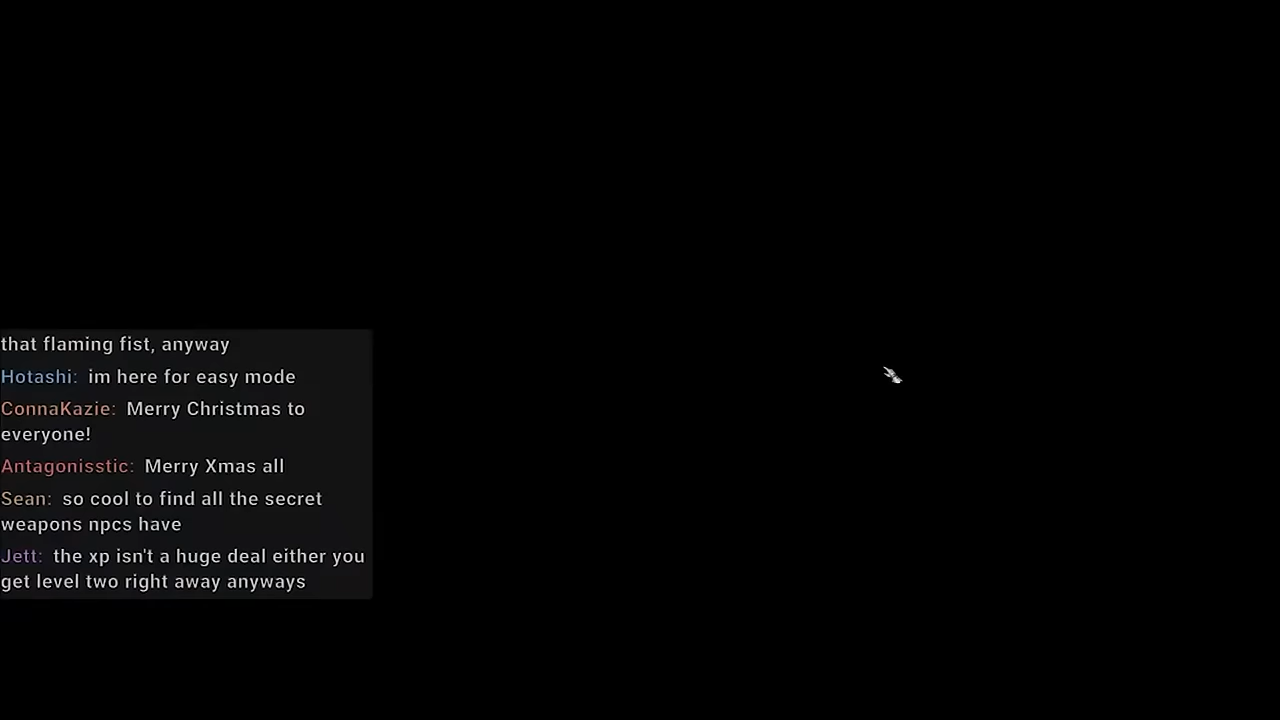 that flaming fist, anyway
Hotashi: im here for easy mode
ConnaKazie: Merry Christmas to
everyone!
Antagonisstic: Merry Xmas all
Sean: so cool to find all the secret
weapons npcs have
Jett: the xp isn't a huge deal either you
get level two right away anyways